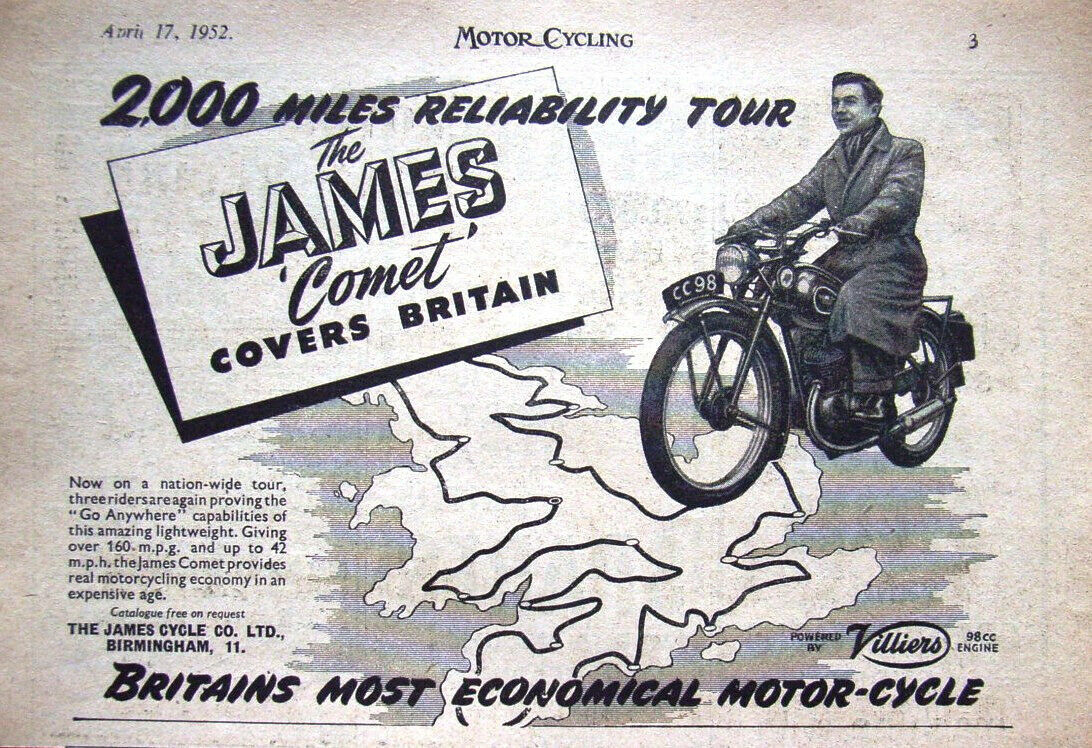 April 17, 1952.
MOTOR CYCLING
3
2,000 MILES RELIABILITY TOUR
The
JAMES
'Comet'
COVERS BRITAIN
CC 98
Now on a nation-wide tour,
three riders are again proving the
"Go Anywhere" capabilities of
this amazing lightweight. Giving
over 160 m.p.g. and up to 42
m.p.h. the James Comet provides
real motorcycling economy in an
expensive age.
Catalogue free on request
THE JAMES CYCLE CO. LTD.,
BIRMINGHAM, 11.
POWERED
BY
Villiers
98cc
ENGINE
BRITAINS MOST ECONOMICAL MOTOR-CYCLE